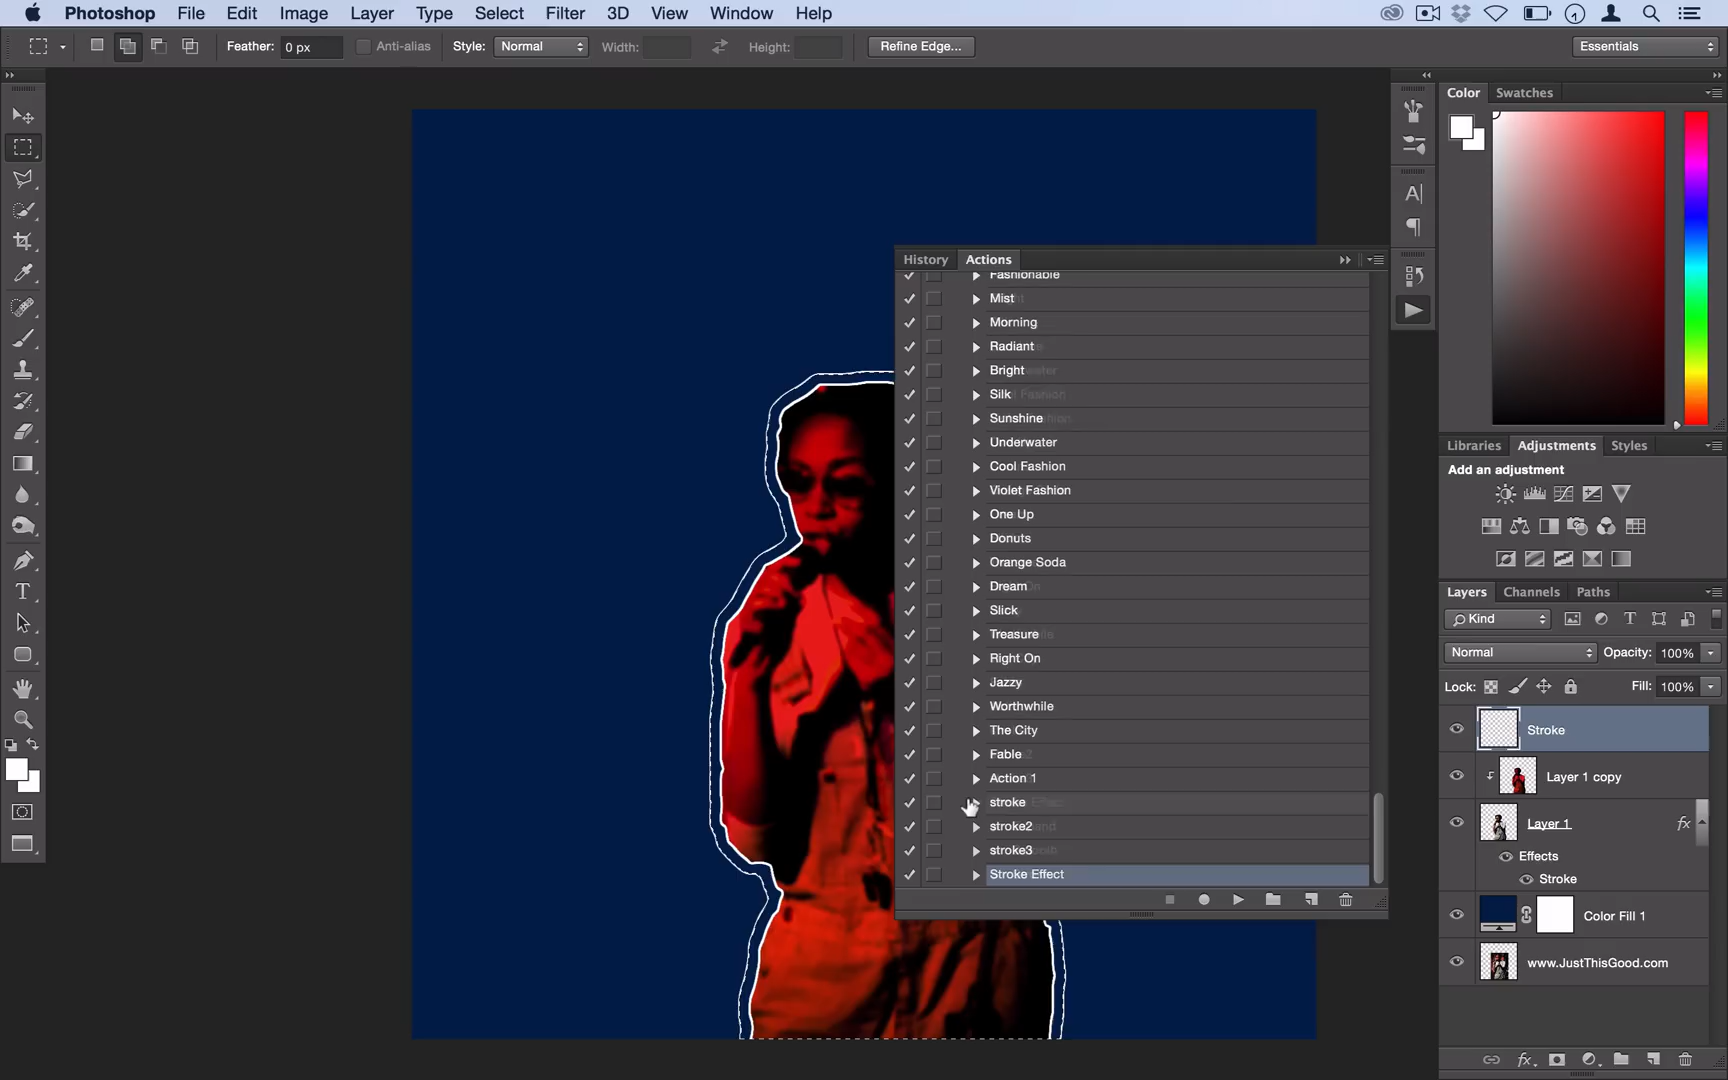 Photoshop File Edit Image Layer Type Select Filter 3D View Window Help
Feather: 0 px Anti-alias Style: Normal Width: Height: Refine Edge... Essentials
Color Swatches
History Actions
Fashionable
Mist
Morning
Radiant
Bright
Silk
Sunshine
Underwater
Cool Fashion
Violet Fashion
One Up
Donuts
Orange Soda
Dream
Slick
Treasure
Right On
Jazzy
Worthwhile
The City
Fable
Action 1
stroke
stroke2
stroke3
Stroke Effect
Libraries Adjustments Styles
Add an adjustment
Layers Channels Paths
Kind
Normal Opacity: 100%
Lock: Fill: 100%
Stroke
Layer 1 copy
Layer 1 fx
Effects
Stroke
Color Fill 1
www.JustThisGood.com
fx